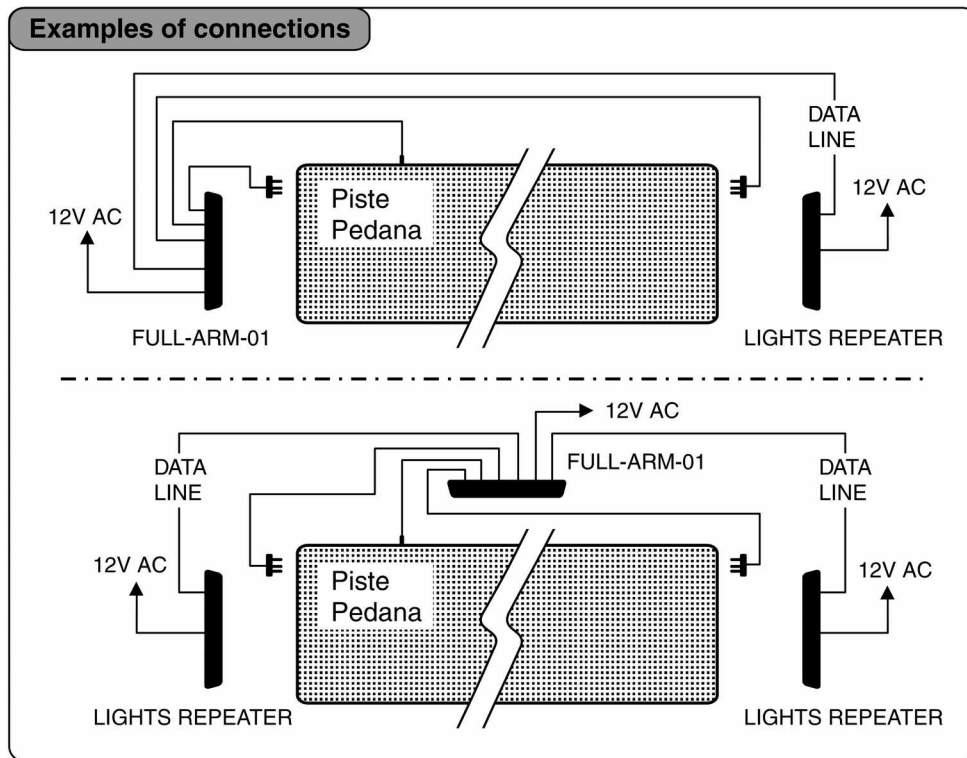 Examples of connections
DATA
LINE
Piste
Pedana
12V AC
12V AC
FULL-ARM-01
LIGHTS REPEATER
12V AC
FULL-ARM-01
DATA
LINE
DATA
LINE
12V AC
Piste
Pedana
12V AC
LIGHTS REPEATER
LIGHTS REPEATER